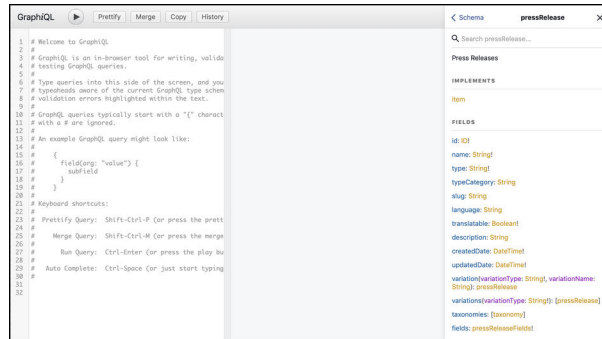 GraphiQL
Prettify Merge Copy History
1 # Welcome to GraphiQL
2 #
3 # GraphiQL is an in-browser tool for writing, valida
4 # testing GraphQL queries.
5 #
6 # Type queries into this side of the screen, and you
7 # typeaheads aware of the current GraphQL type schem
8 # validation errors highlighted within the text.
9 #
10 # GraphQL queries typically start with a "{" charact
11 # with a # are ignored.
12 #
13 # An example GraphQL query might look like:
14 #
15 # {
16 # field(arg: "value") {
17 # subField
18 # }
19 # }
20 #
21 # Keyboard shortcuts:
22 #
23 # Prettify Query: Shift-Ctrl-P (or press the prett
24 #
25 # Merge Query: Shift-Ctrl-M (or press the merge
26 #
27 # Run Query: Ctrl-Enter (or press the play bu
28 #
29 # Auto Complete: Ctrl-Space (or just start typing
30 #
31
32
Schema pressRelease
Search pressRelease...
Press Releases
IMPLEMENTS
item
FIELDS
id: ID!
name: String!
type: String!
typeCategory: String
slug: String
language: String
translatable: Boolean!
description: String
createdDate: DateTime!
updatedDate: DateTime!
variation(variationType: String!, variationName:
String): pressRelease
variations(variationType: String!): [pressRelease]
taxonomies: [taxonomy]
fields: pressReleaseFields!